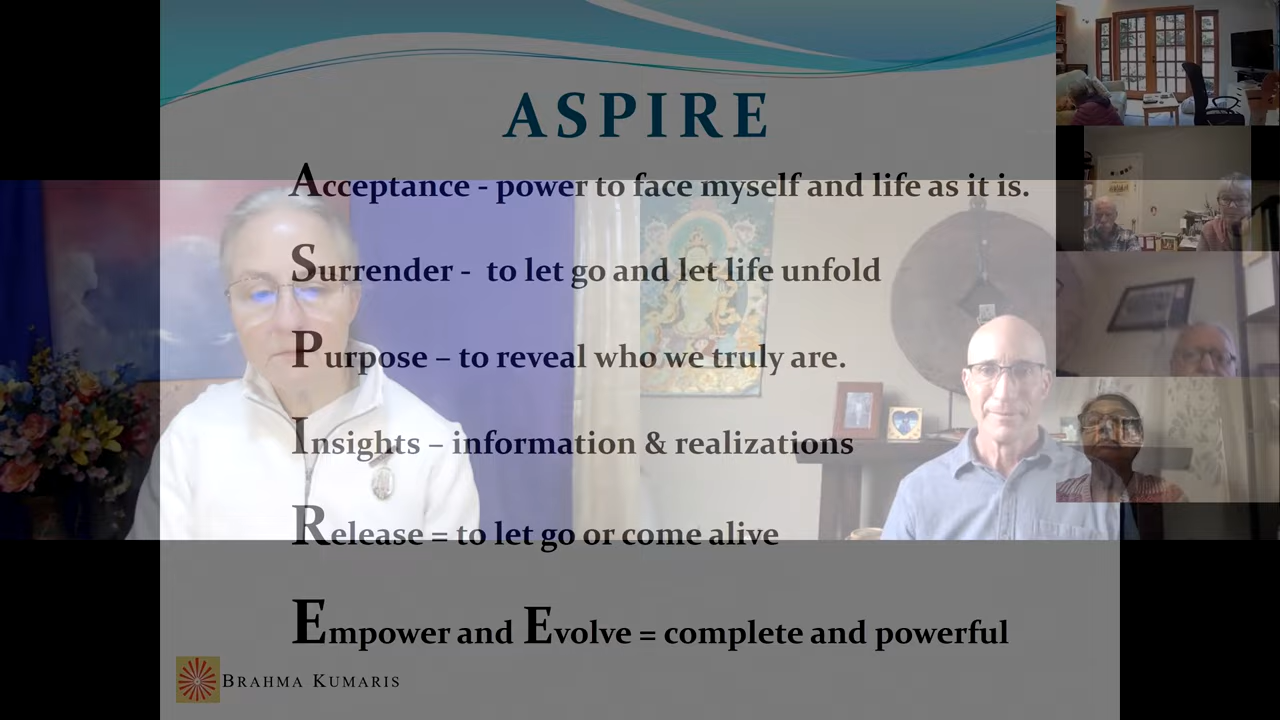 ASPIRE
Acceptance - power to face myself and life as it is.
Surrender - to let go and let life unfold
Purpose – to reveal who we truly are.
Insights – information & realizations
Release = to let go or come alive
Empower and Evolve = complete and powerful
BRAHMA KUMARIS